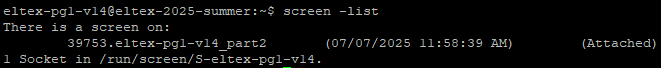 eltex-pg1-v14@eltex-2025-summer:~$ screen -list
There is a screen on:
39753.eltex-pg1-v14_part2 (07/07/2025 11:58:39 AM) (Attached)
1 Socket in /run/screen/S-eltex-pg1-v14.